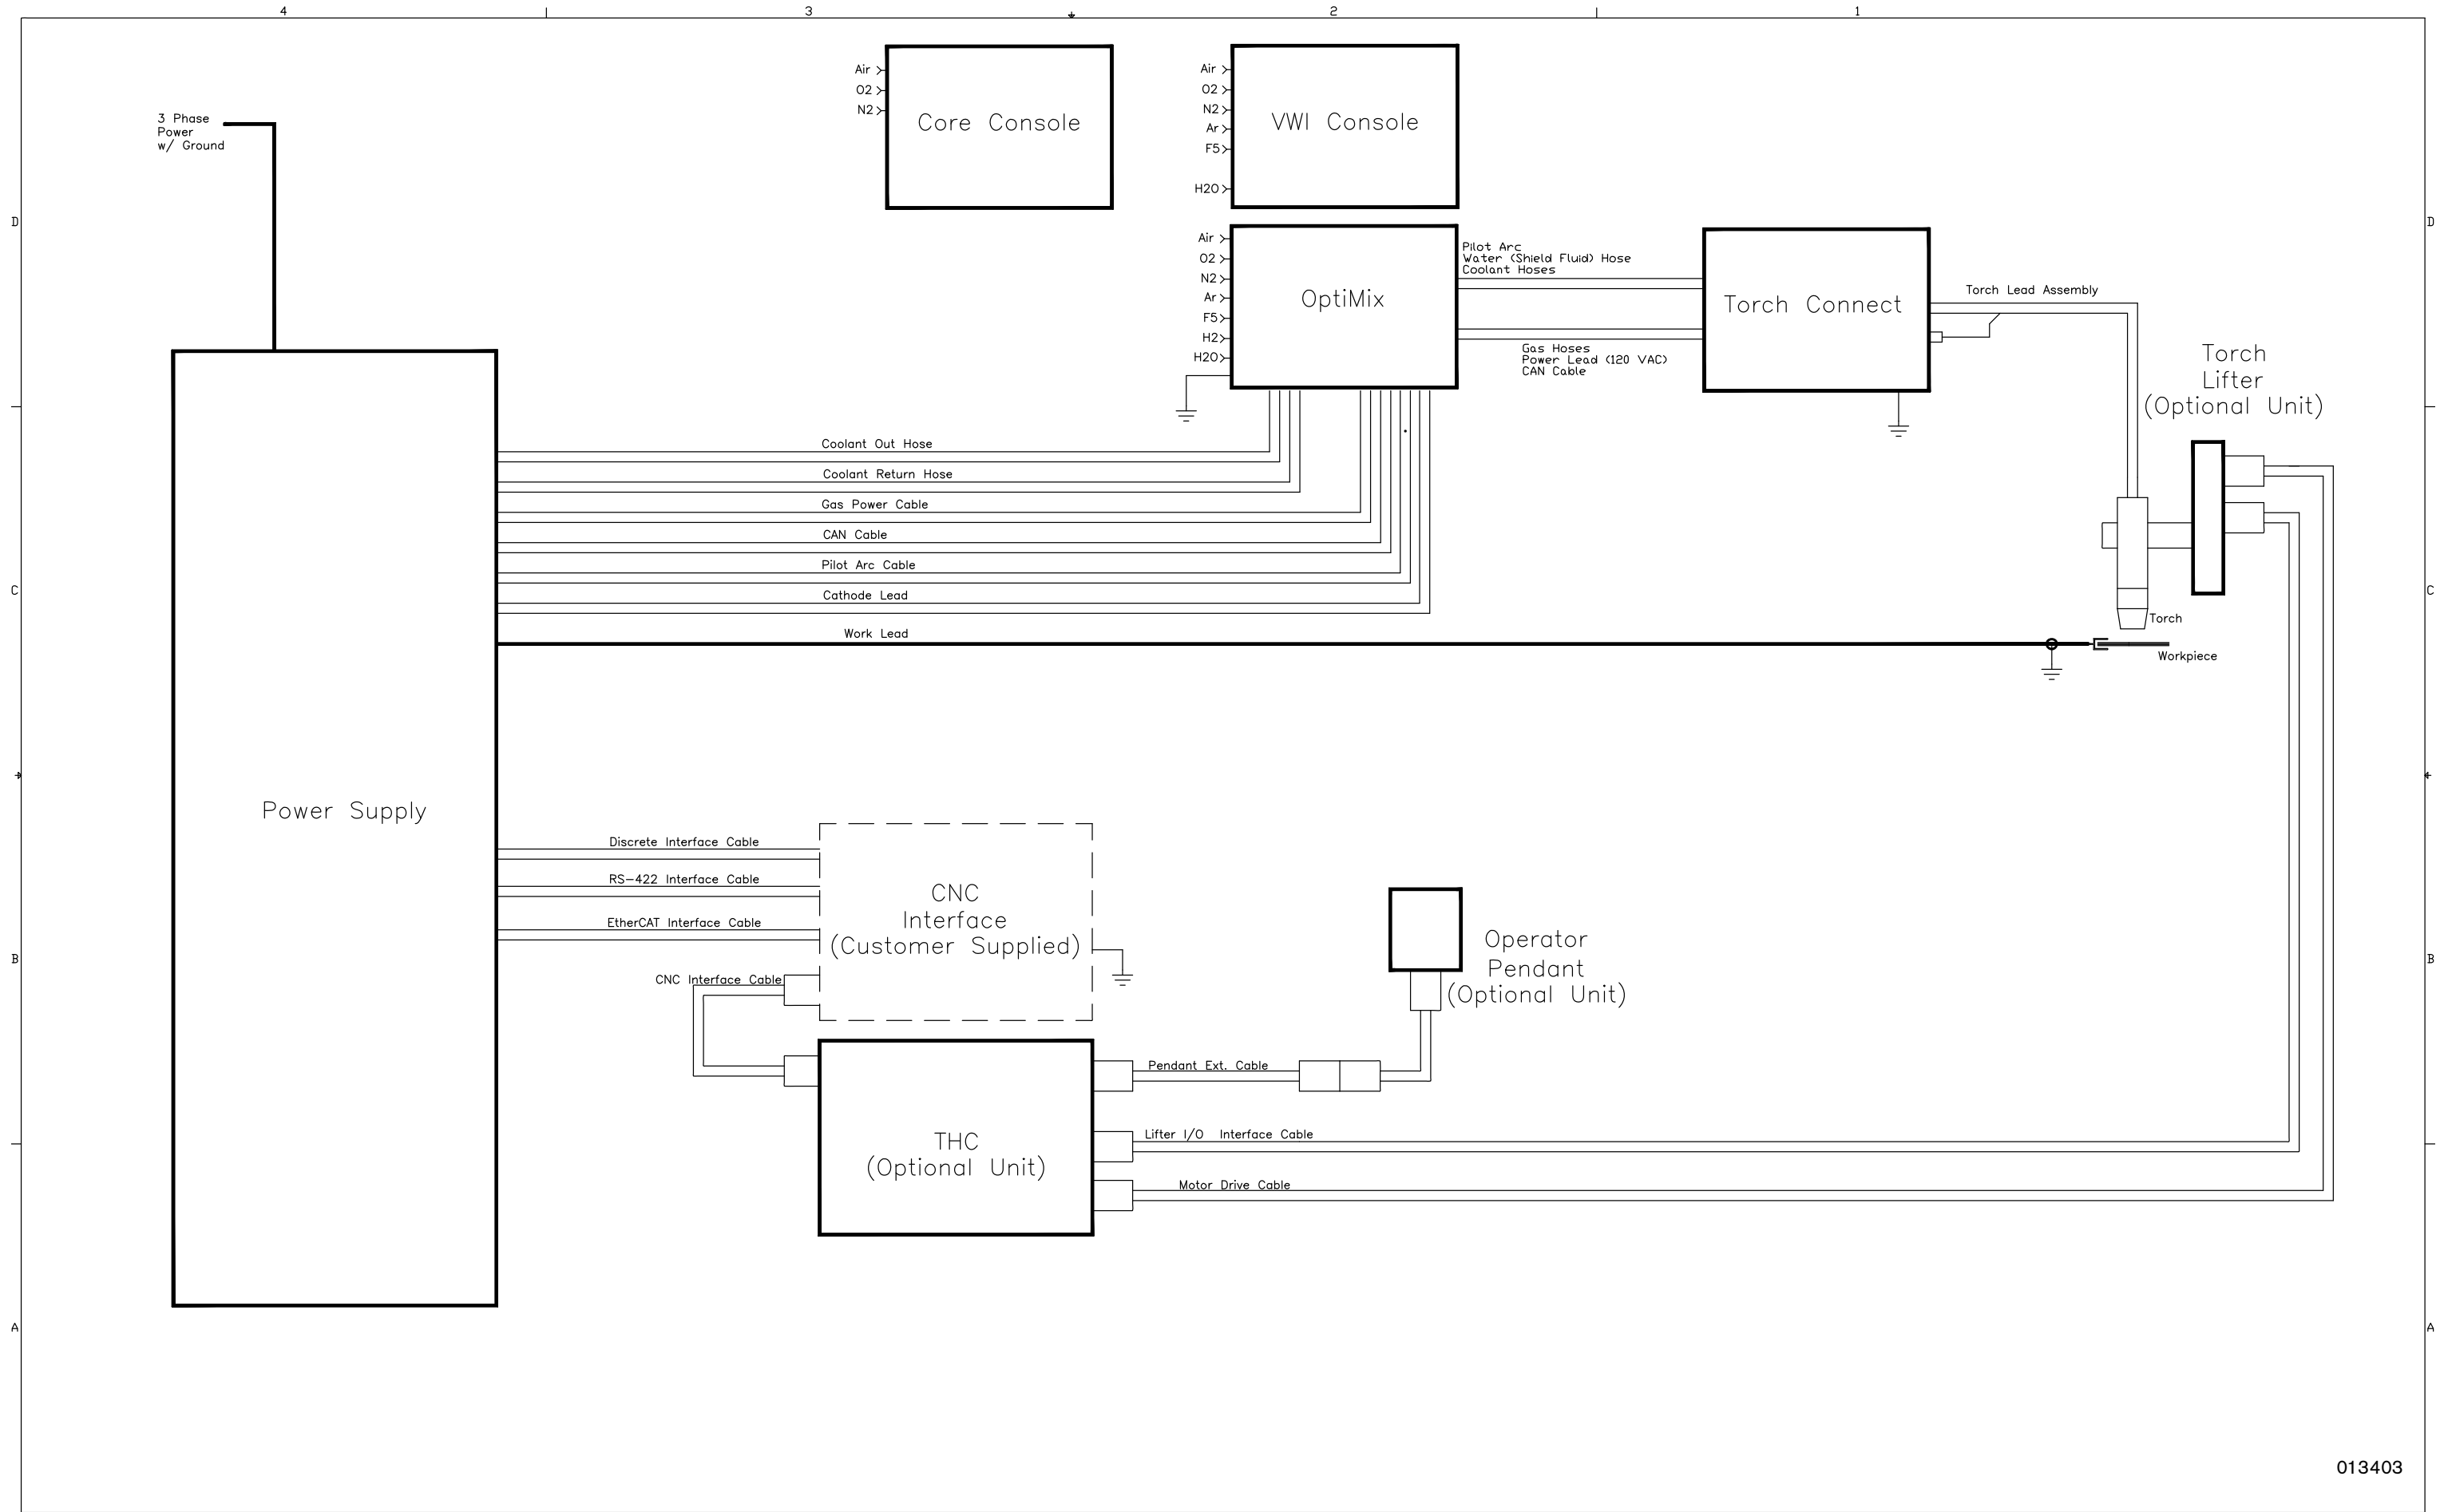 4
3
2
1
Air
O2
N2
Core Console
Air
O2
N2
Ar
F5
H2O
VWI Console
3 Phase
Power
w/ Ground
D
D
Air
O2
N2
Ar
F5
H2
H2O
OptiMix
Pilot Arc
Water (Shield Fluid) Hose
Coolant Hoses
Gas Hoses
Power Lead (120 VAC)
CAN Cable
Torch Connect
Torch Lead Assembly
Torch
Lifter
(Optional Unit)
Coolant Out Hose
Coolant Return Hose
Gas Power Cable
CAN Cable
Pilot Arc Cable
C
Cathode Lead
C
Torch
Work Lead
Workpiece
Power Supply
Discrete Interface Cable
RS-422 Interface Cable
EtherCAT Interface Cable
CNC
Interface
(Customer Supplied)
B
B
CNC Interface Cable
Operator
Pendant
(Optional Unit)
Pendant Ext. Cable
THC
(Optional Unit)
Lifter I/O Interface Cable
Motor Drive Cable
A
A
013403